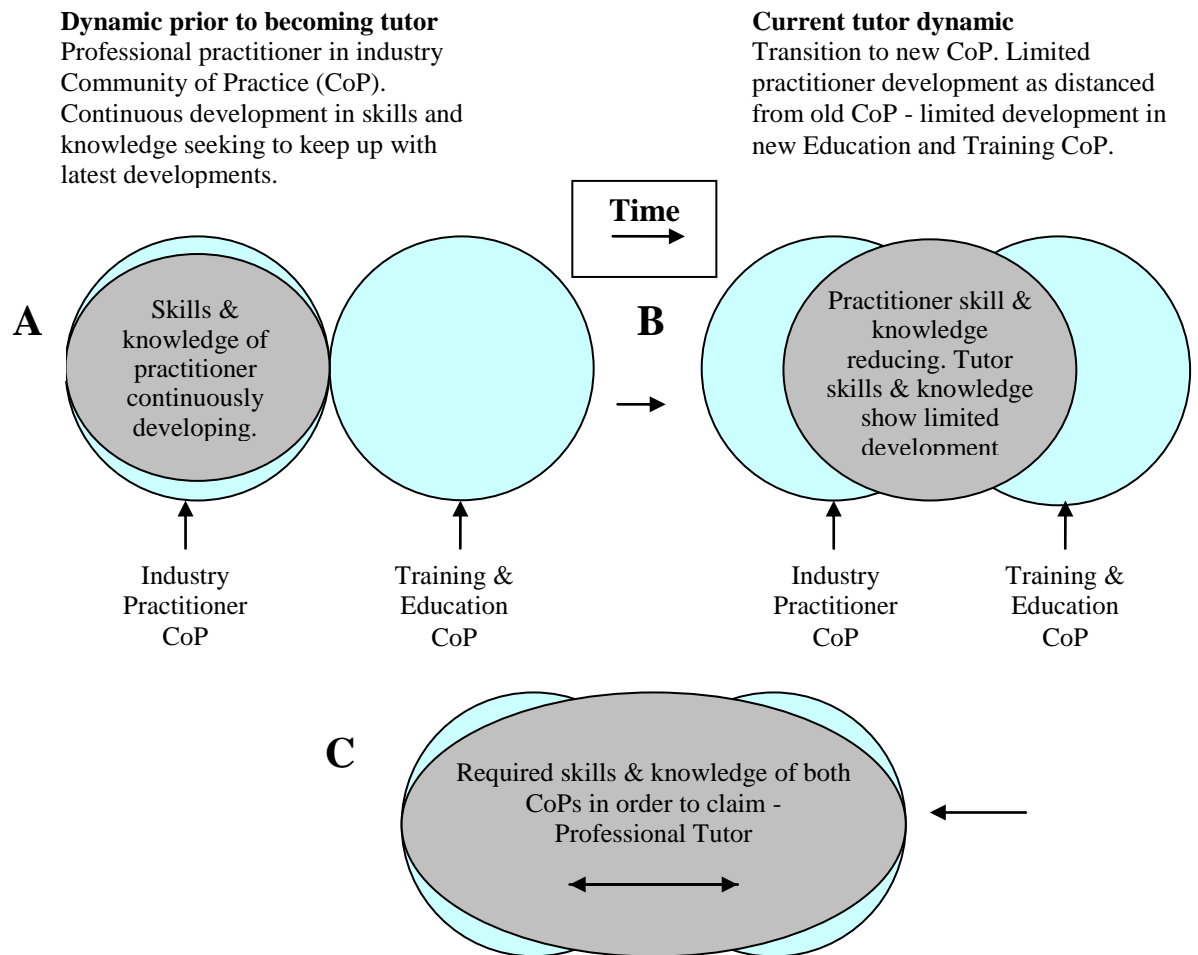 Dynamic prior to becoming tutor
Professional practitioner in industry
Community of Practice (CoP).
Continuous development in skills and
knowledge seeking to keep up with
latest developments.
Current tutor dynamic
Transition to new CoP. Limited
practitioner development as distanced
from old CoP - limited development in
new Education and Training CoP.
Time
A
Skills &
knowledge of
practitioner
continuously
developing.
B
Practitioner skill &
knowledge
reducing. Tutor
skills & knowledge
show limited
development
Industry
Practitioner
CoP
Training &
Education
CoP
Industry
Practitioner
CoP
Training &
Education
CoP
C
Required skills & knowledge of both
CoPs in order to claim -
Professional Tutor